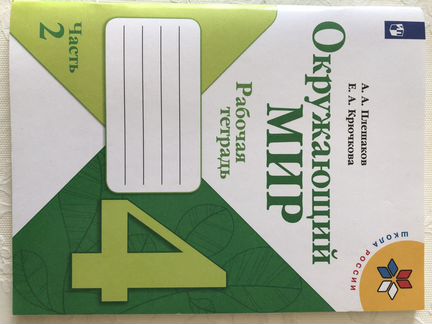 А. А. Плешаков
Е. А. Крючкова
Окружающий
МИР
Рабочая тетрадь
4
Часть 2
ШКОЛА РОССИИ